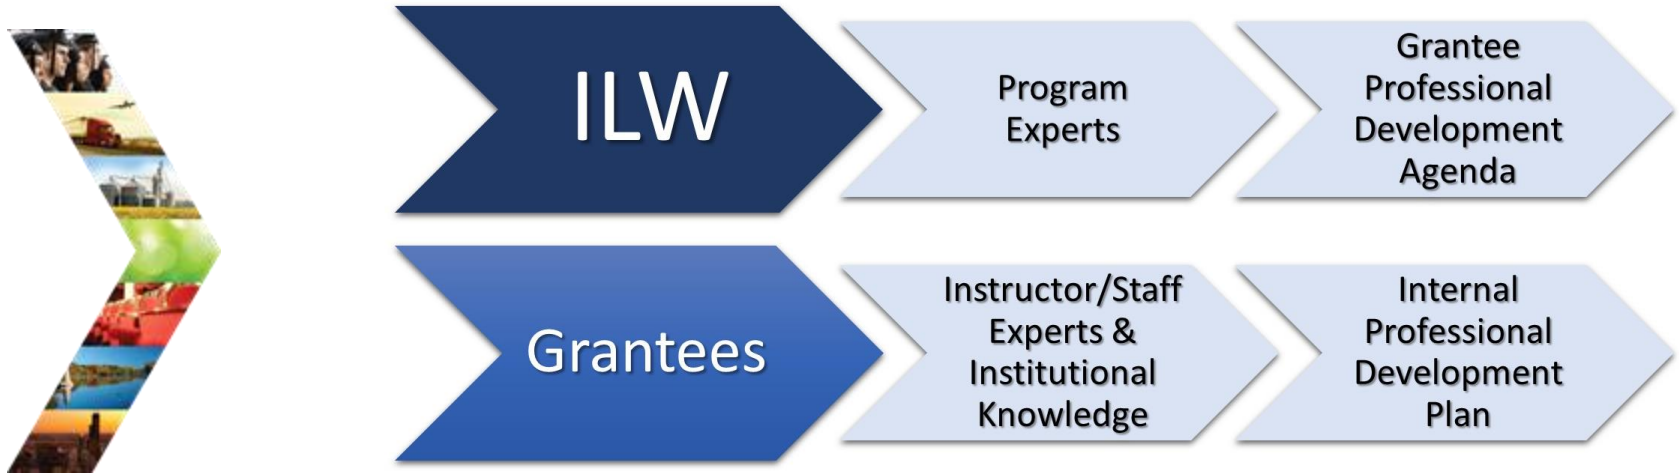 ILW
Program
Experts
Grantee
Professional
Development
Agenda
Grantees
Instructor/Staff
Experts &
Institutional
Knowledge
Internal
Professional
Development
Plan